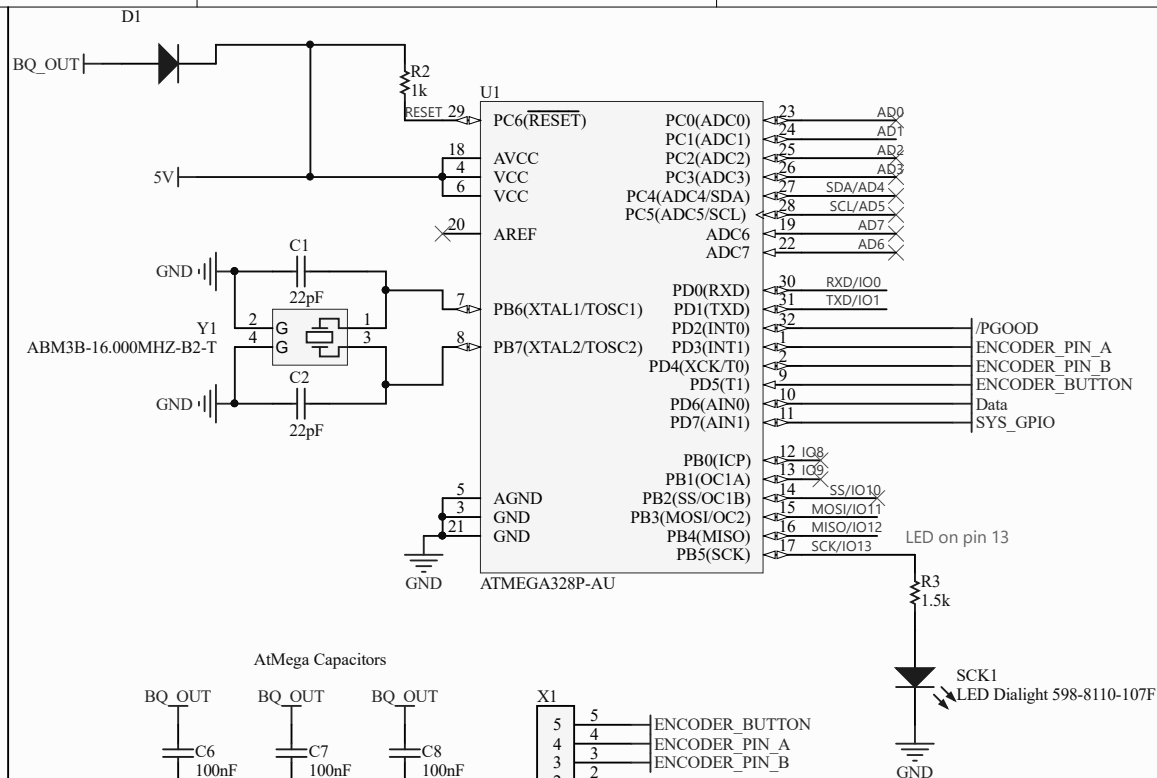 D1
BQ_OUT
R2
1k
RESET 29
U1
PC6(RESET)
18 AVCC
5V
4 VCC
6 VCC
20 AREF
C1
GND
22pF
7 PB6(XTAL1/TOSC1)
2 G 1
Y1
4 G 3
ABM3B-16.000MHZ-B2-T
8 PB7(XTAL2/TOSC2)
C2
GND
22pF
5 AGND
3 GND
21 GND
GND
ATMEGA328P-AU
PC0(ADC0) 23 AD0
PC1(ADC1) 24 AD1
PC2(ADC2) 25 AD2
PC3(ADC3) 26 AD3
PC4(ADC4/SDA) 27 SDA/AD4
PC5(ADC5/SCL) 28 SCL/AD5
ADC6 19 AD7
ADC7 22 AD6
PD0(RXD) 30 RXD/IO0
PD1(TXD) 31 TXD/IO1
PD2(INT0) 32 /PGOOD
PD3(INT1) 1 ENCODER_PIN_A
PD4(XCK/T0) 2 ENCODER_PIN_B
PD5(T1) 9 ENCODER_BUTTON
PD6(AIN0) 10 Data
PD7(AIN1) 11 SYS_GPIO
PB0(ICP) 12 IO8
PB1(OC1A) 13 IO9
PB2(SS/OC1B) 14 SS/IO10
PB3(MOSI/OC2) 15 MOSI/IO11
PB4(MISO) 16 MISO/IO12
PB5(SCK) 17 SCK/IO13
LED on pin 13
R3
1.5k
SCK1
LED Dialight 598-8110-107F
GND
AtMega Capacitors
BQ_OUT BQ_OUT BQ_OUT
C6 C7 C8
100nF 100nF 100nF
X1
5 5 ENCODER_BUTTON
4 4 ENCODER_PIN_A
3 3 ENCODER_PIN_B
2